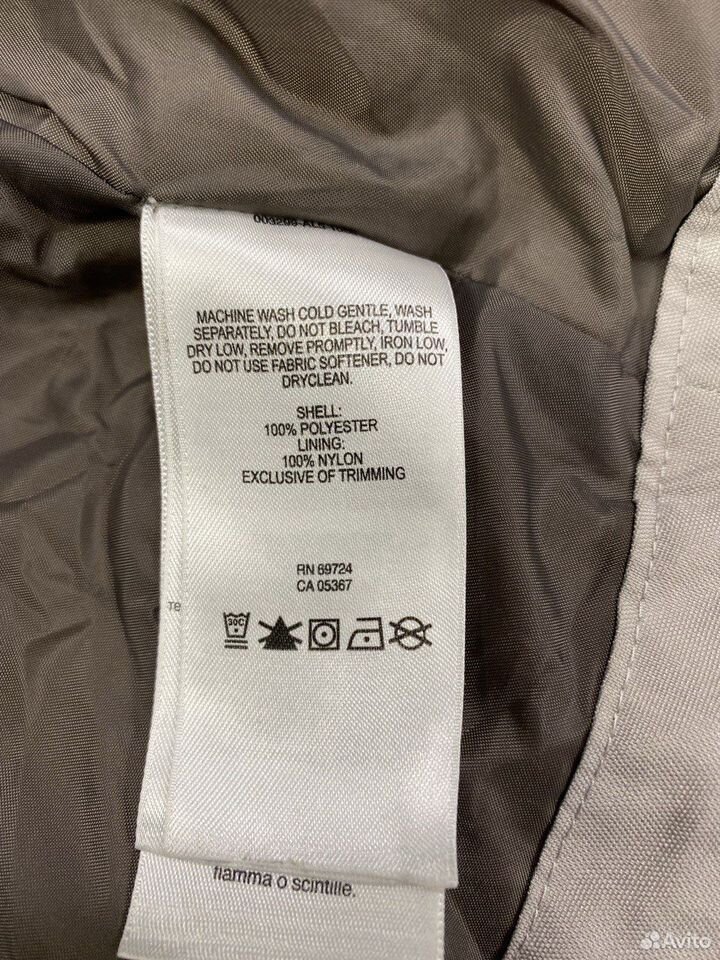 MACHINE WASH COLD GENTLE, WASH
SEPARATELY, DO NOT BLEACH, TUMBLE
DRY LOW, REMOVE PROMPTLY, IRON LOW,
DO NOT USE FABRIC SOFTENER, DO NOT
DRYCLEAN.
SHELL:
100% POLYESTER
LINING:
100% NYLON
EXCLUSIVE OF TRIMMING
RN 69724
CA 05367
TE
30C
fiamma o scintille.
Avito